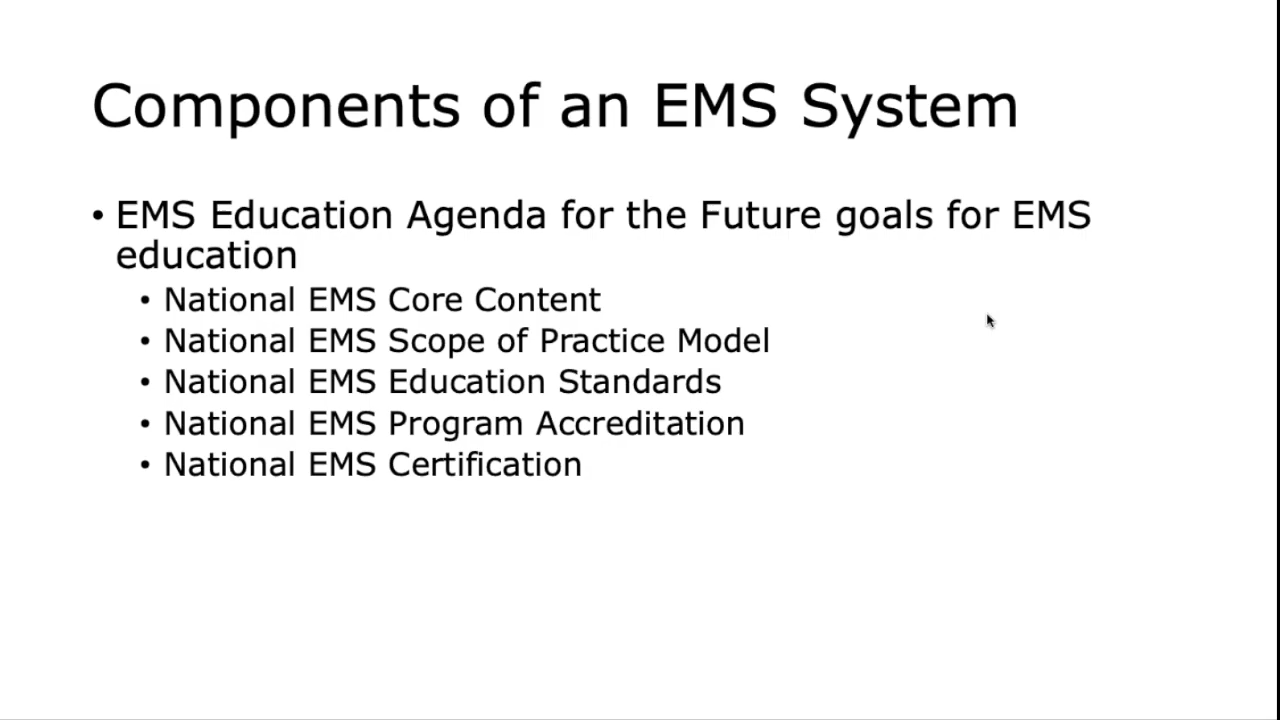 Components of an EMS System
• EMS Education Agenda for the Future goals for EMS
education
• National EMS Core Content
• National EMS Scope of Practice Model
• National EMS Education Standards
• National EMS Program Accreditation
• National EMS Certification